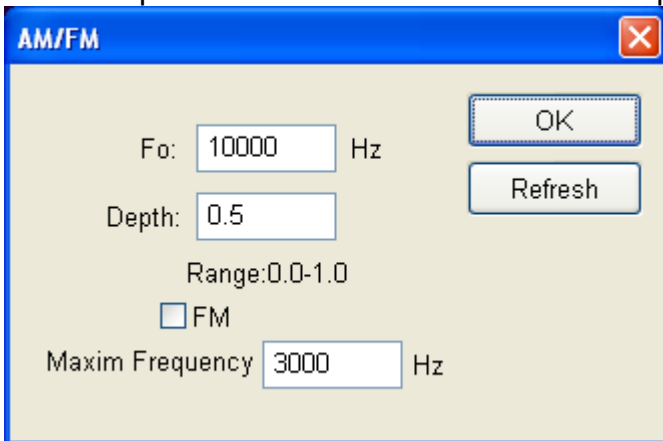 AM/FM
OK
Fo: 10000 Hz
Refresh
Depth: 0.5
Range:0.0-1.0
FM
Maxim Frequency 3000 Hz